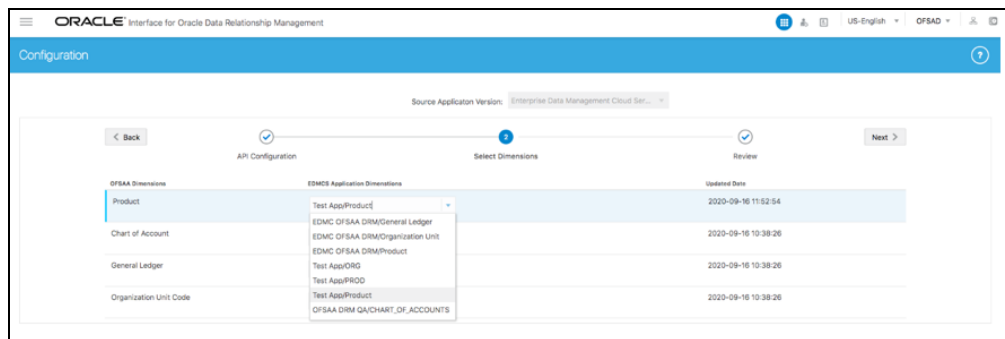 ORACLE® Interface for Oracle Data Relationship Management
US-English
OFSAD
Configuration
?
Source Applicaton Version: Enterprise Data Management Cloud Ser...
< Back
2
Next >
API Configuration
Select Dimensions
Review
OFSAA Dimensions EDMCS Application Dimenstions Updated Date
Product Test App/Product 2020-09-16 11:52:54
EDMC OFSAA DRM/General Ledger
Chart of Account EDMC OFSAA DRM/Organization Unit 2020-09-16 10:38:26
EDMC OFSAA DRM/Product
General Ledger Test App/ORG 2020-09-16 10:38:26
Test App/PROD
Organization Unit Code Test App/Product 2020-09-16 10:38:26
OFSAA DRM QA/CHART_OF_ACCOUNTS